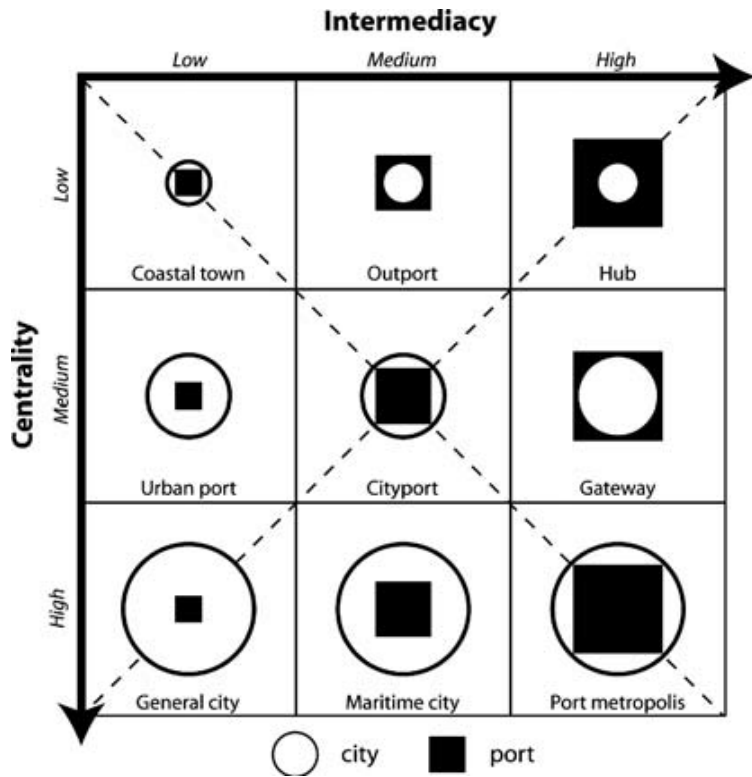 Intermediacy
Low Medium High
Centrality
Low
Coastal town Outport Hub
Medium
Urban port Cityport Gateway
High
General city Maritime city Port metropolis
city port